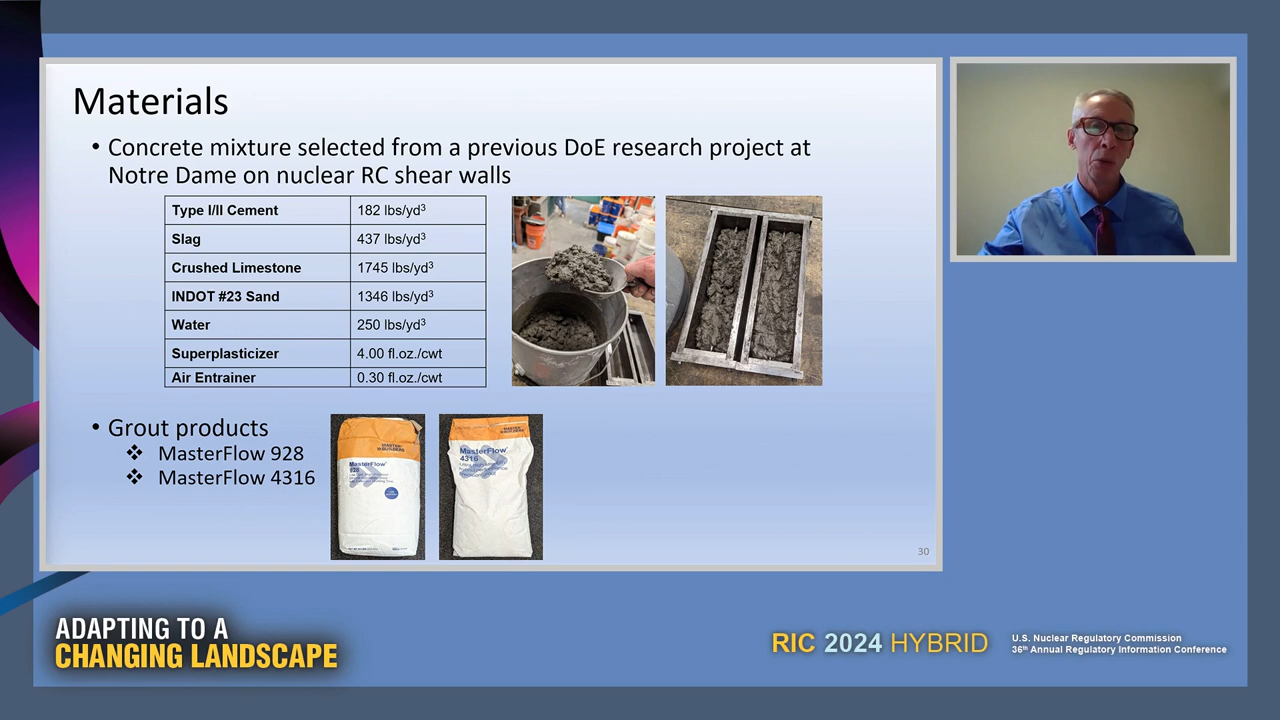 Materials
• Concrete mixture selected from a previous DoE research project at
Notre Dame on nuclear RC shear walls
Type I/II Cement 182 lbs/yd³
Slag 437 lbs/yd³
Crushed Limestone 1745 lbs/yd³
INDOT #23 Sand 1346 lbs/yd³
Water 250 lbs/yd³
Superplasticizer 4.00 fl.oz./cwt
Air Entrainer 0.30 fl.oz./cwt
• Grout products
❖ MasterFlow 928
❖ MasterFlow 4316
MASTER BUILDERS
MasterFlow
928
MASTER BUILDERS
MasterFlow
4316
30
ADAPTING TO A
CHANGING LANDSCAPE
RIC 2024 HYBRID
U.S. Nuclear Regulatory Commission
36th Annual Regulatory Information Conference